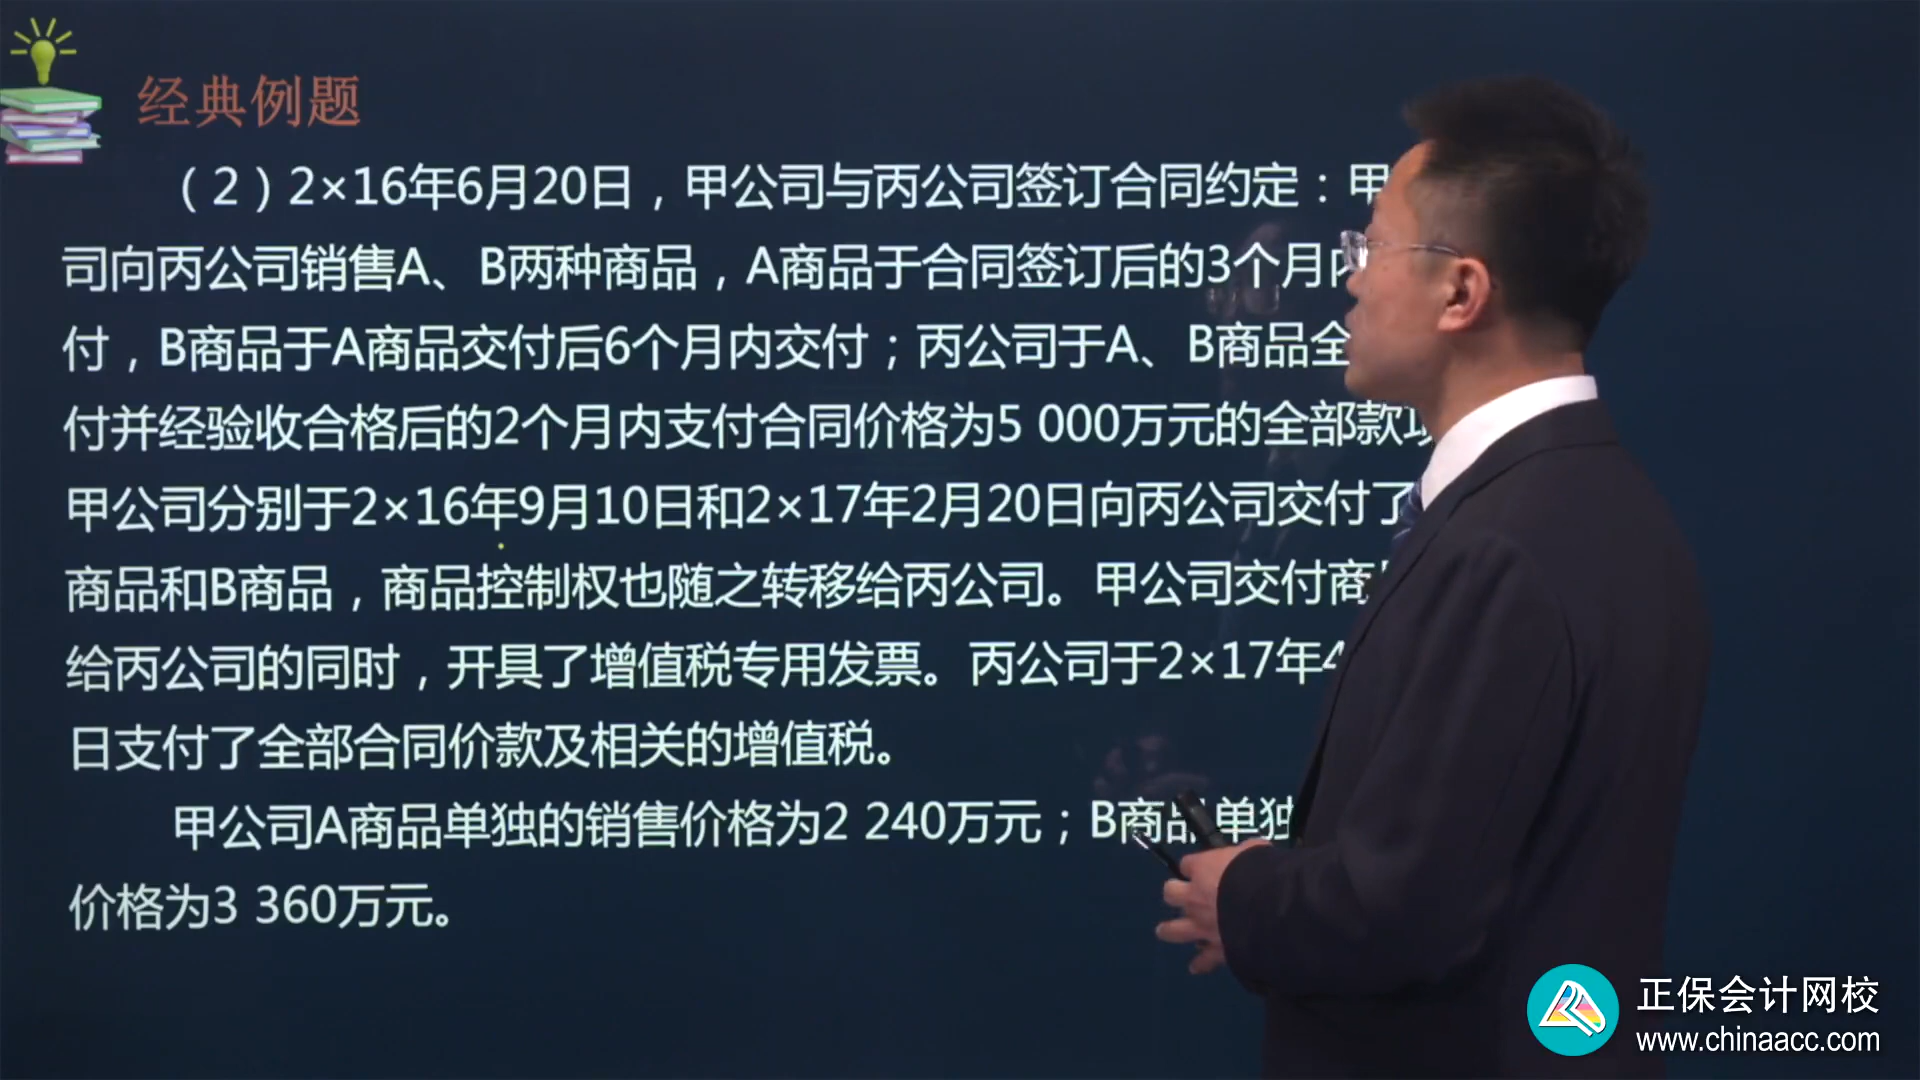 经典例题
（2）2×16年6月20日，甲公司与丙公司签订合同约定：甲
司向丙公司销售A、B两种商品，A商品于合同签订后的3个月内
付，B商品于A商品交付后6个月内交付；丙公司于A、B商品全
付并经验收合格后的2个月内支付合同价格为5 000万元的全部款项
甲公司分别于2×16年9月10日和2×17年2月20日向丙公司交付了
商品和B商品，商品控制权也随之转移给丙公司。甲公司交付商
给丙公司的同时，开具了增值税专用发票。丙公司于2×17年4
日支付了全部合同价款及相关的增值税。
甲公司A商品单独的销售价格为2 240万元；B商品单独
价格为3 360万元。
正保会计网校
www.chinaacc.com